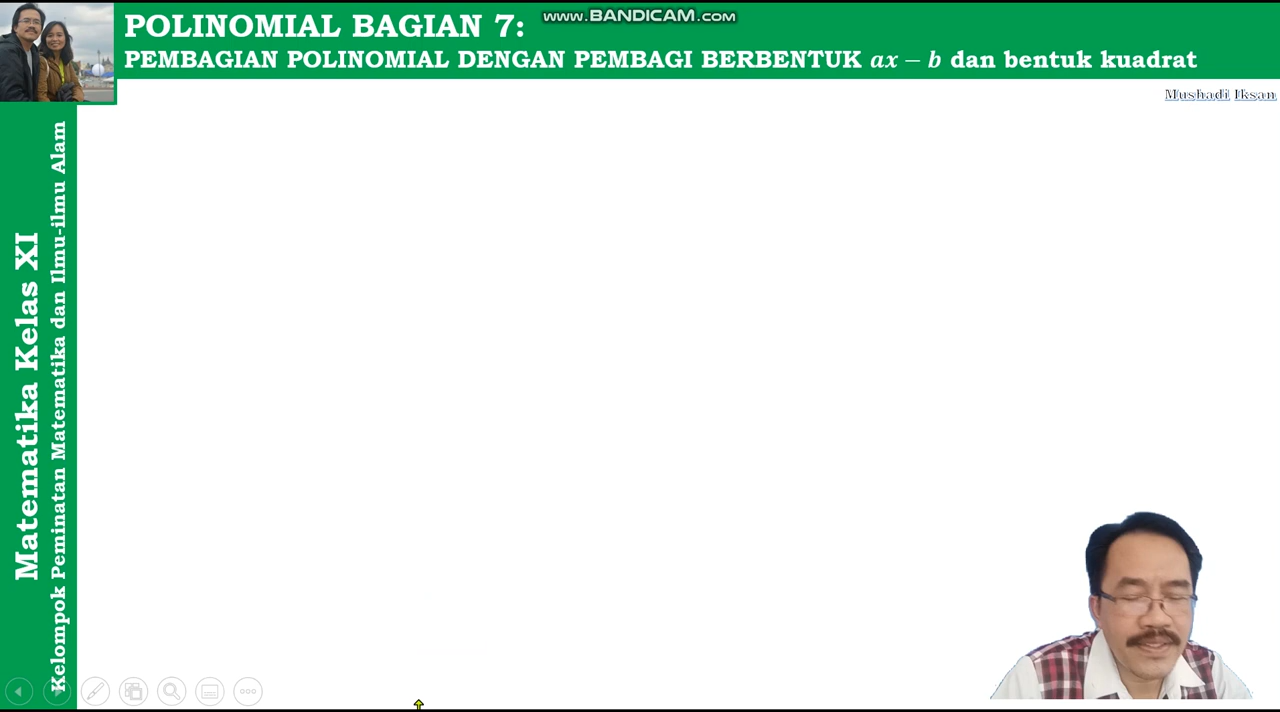 www.BANDICAM.com
POLINOMIAL BAGIAN 7:
PEMBAGIAN POLINOMIAL DENGAN PEMBAGI BERBENTUK ax − b dan bentuk kuadrat
Mushadi Iksan
Matematika Kelas XI
Kelompok Peminatan Matematika dan Ilmu-ilmu Alam